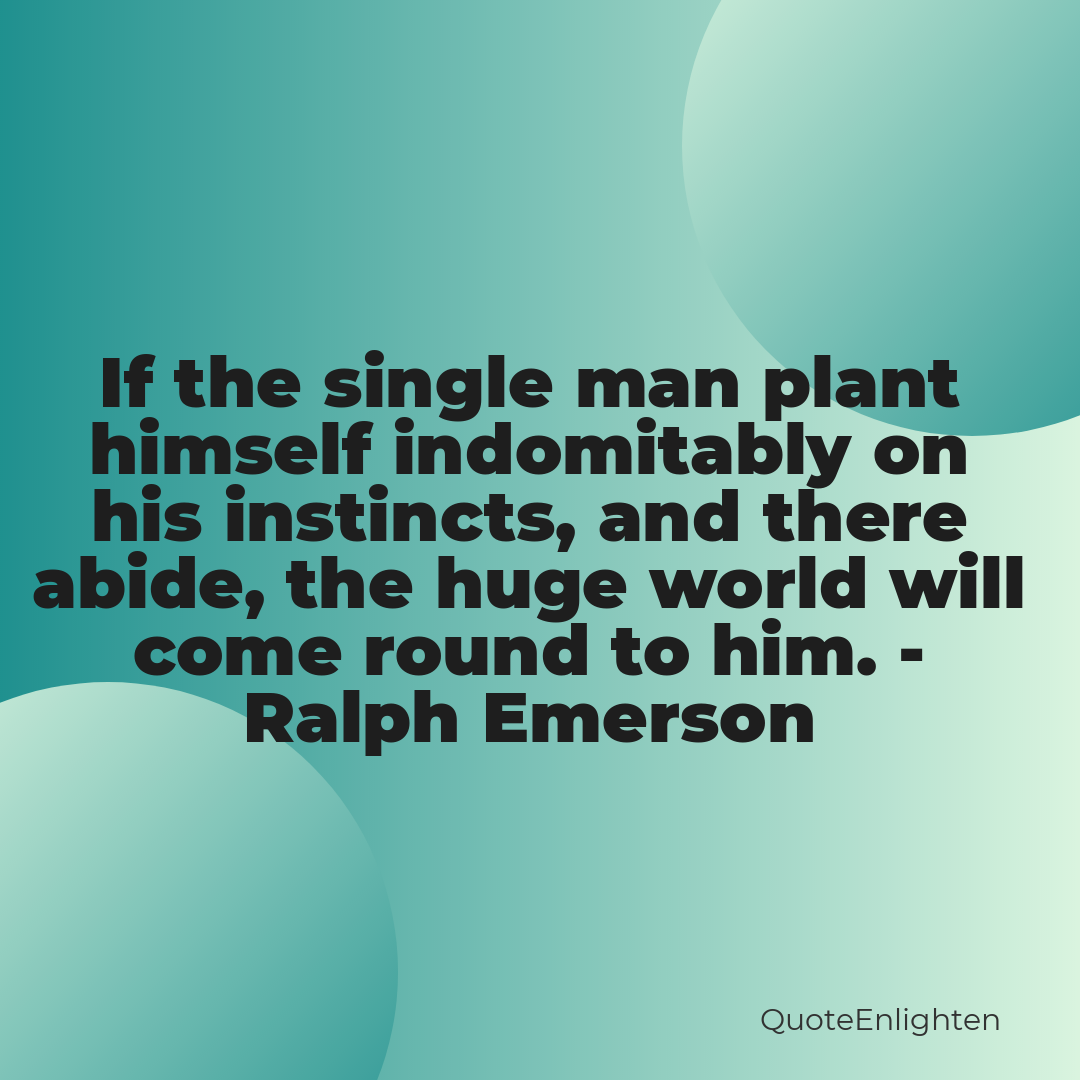 If the single man plant
himself indomitably on
his instincts, and there
abide, the huge world will
come round to him. -
Ralph Emerson
QuoteEnlighten